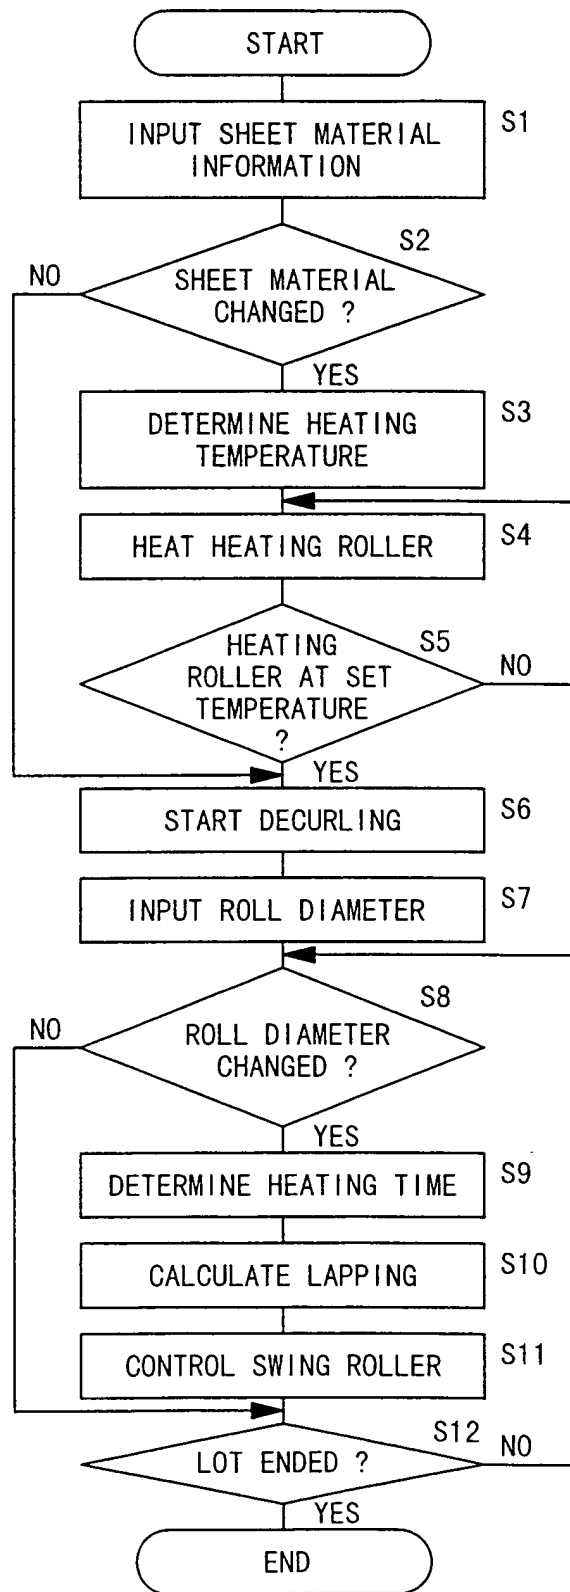 START
INPUT SHEET MATERIAL
INFORMATION
S1
S2
NO
SHEET MATERIAL
CHANGED ?
YES
DETERMINE HEATING
TEMPERATURE
S3
HEAT HEATING ROLLER
S4
HEATING
ROLLER AT SET
TEMPERATURE
?
S5
NO
YES
START DECURLING
S6
INPUT ROLL DIAMETER
S7
S8
NO
ROLL DIAMETER
CHANGED ?
YES
DETERMINE HEATING TIME
S9
CALCULATE LAPPING
S10
CONTROL SWING ROLLER
S11
S12
NO
LOT ENDED ?
YES
END